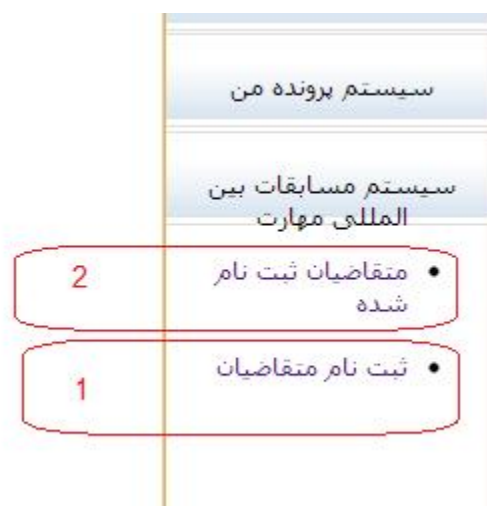 سیستم پرونده من
سیستم مسابقات بین
المللی مهارت
متقاضیان ثبت نام
شده
2
ثبت نام متقاضیان
1